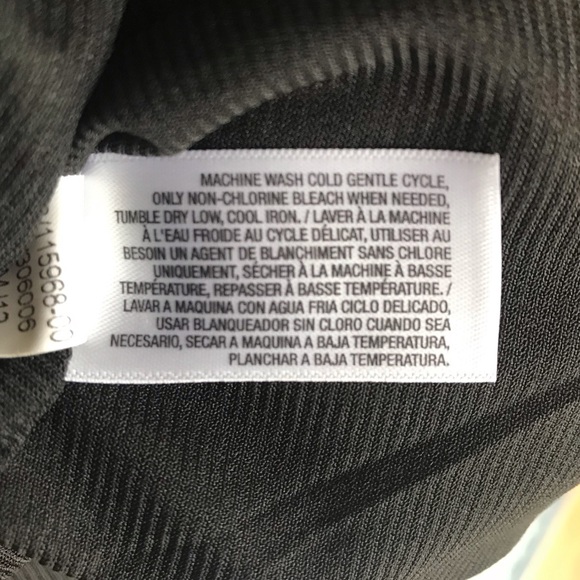 MACHINE WASH COLD GENTLE CYCLE,
ONLY NON-CHLORINE BLEACH WHEN NEEDED,
TUMBLE DRY LOW, COOL IRON. / LAVER À LA MACHINE
À L'EAU FROIDE AU CYCLE DÉLICAT, UTILISER AU
BESOIN UN AGENT DE BLANCHIMENT SANS CHLORE
UNIQUEMENT, SÉCHER À LA MACHINE À BASSE
TEMPÉRATURE, REPASSER À BASSE TEMPÉRATURE. /
LAVAR A MAQUINA CON AGUA FRIA CICLO DELICADO,
USAR BLANQUEADOR SIN CLORO CUANDO SEA
NECESARIO, SECAR A MAQUINA A BAJA TEMPERATURA,
PLANCHAR A BAJA TEMPERATURA.
115968-00
306006